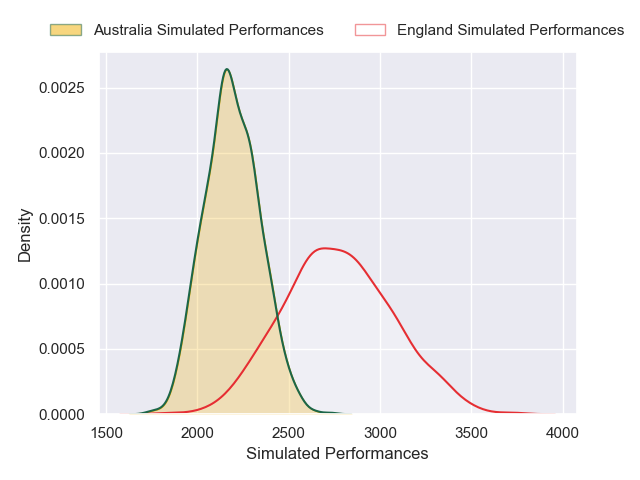 Australia Simulated Performances England Simulated Performances
0.0025
0.0020
0.0015
0.0010
0.0005
0.0000
Density
1500 2000 2500 3000 3500 4000
Simulated Performances